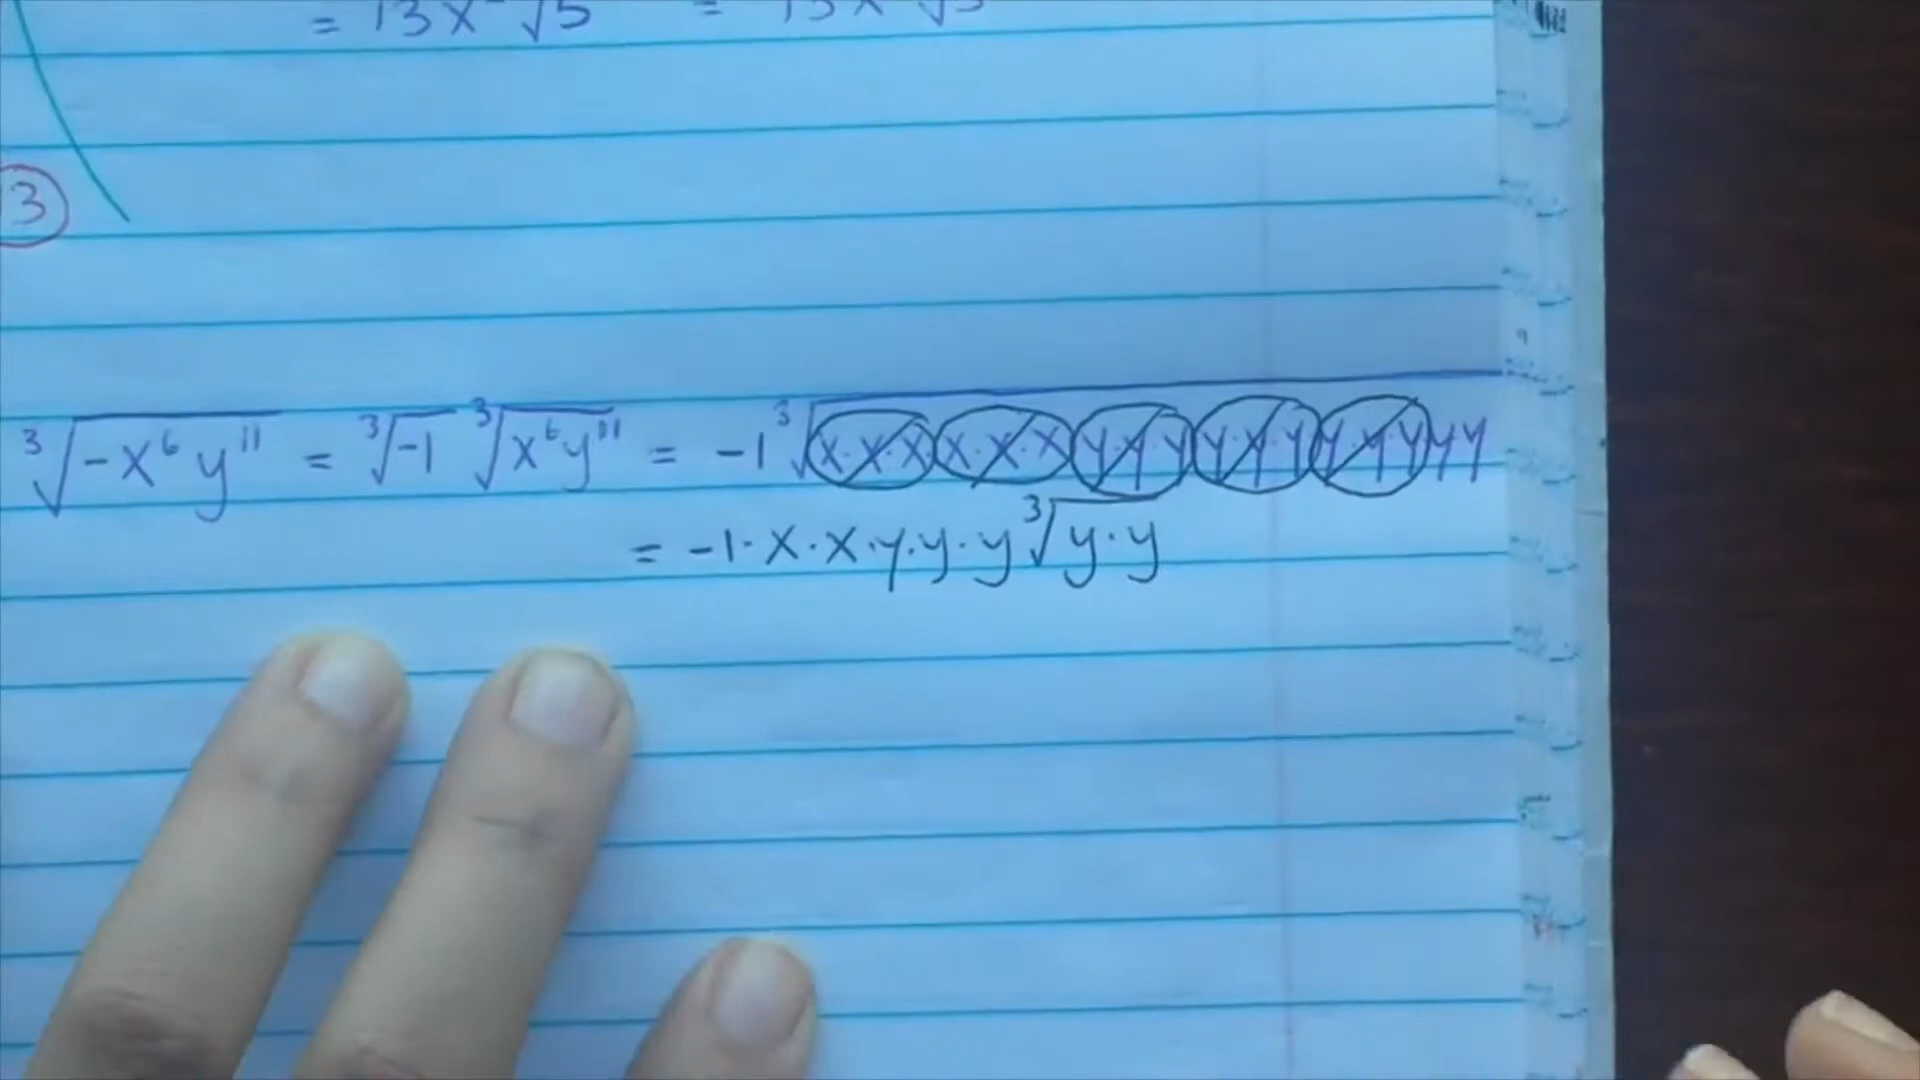 = 13x √5 = 13x √5
3
∛(-x⁶y¹¹) = ∛(-1) ∛(x⁶y¹¹) = -1 ∛(x·x·x·x·x·x·y·y·y·y·y·y·y·y·y·y·y)
= -1·x·x·y·y·y ∛(y·y)